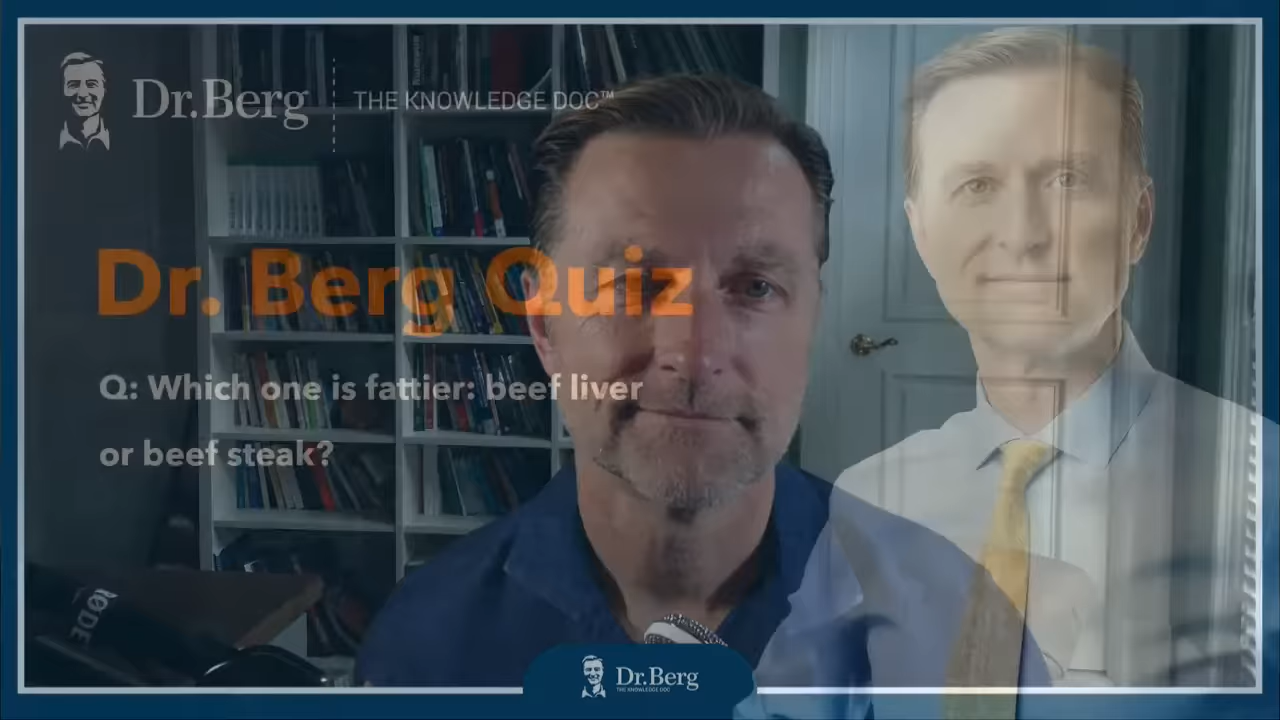 Dr.Berg
THE KNOWLEDGE DOC™
Dr. Berg Quiz
Q: Which one is fattier: beef liver
or beef steak?
RØDE
Dr.Berg
THE KNOWLEDGE DOC